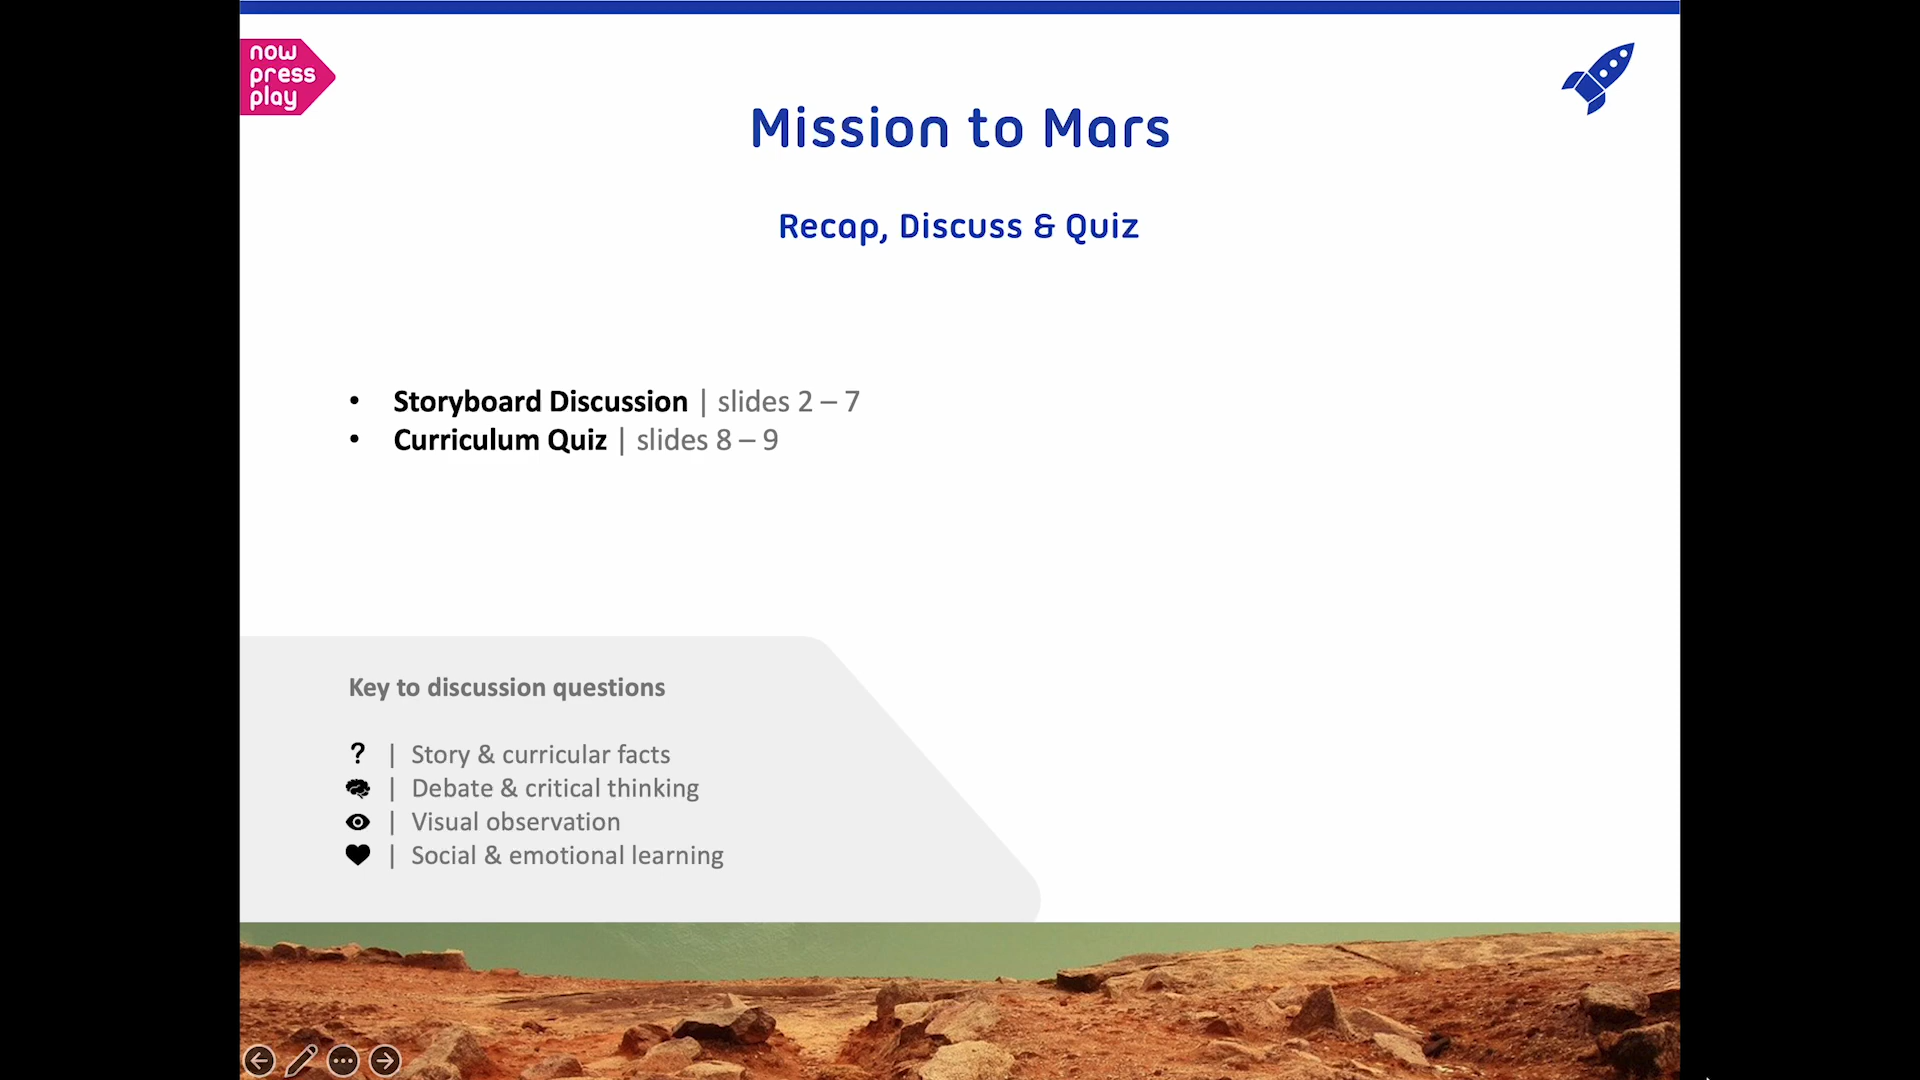 now
press
play
Mission to Mars
Recap, Discuss & Quiz
• Storyboard Discussion | slides 2 – 7
• Curriculum Quiz | slides 8 – 9
Key to discussion questions
? | Story & curricular facts
| Debate & critical thinking
| Visual observation
| Social & emotional learning